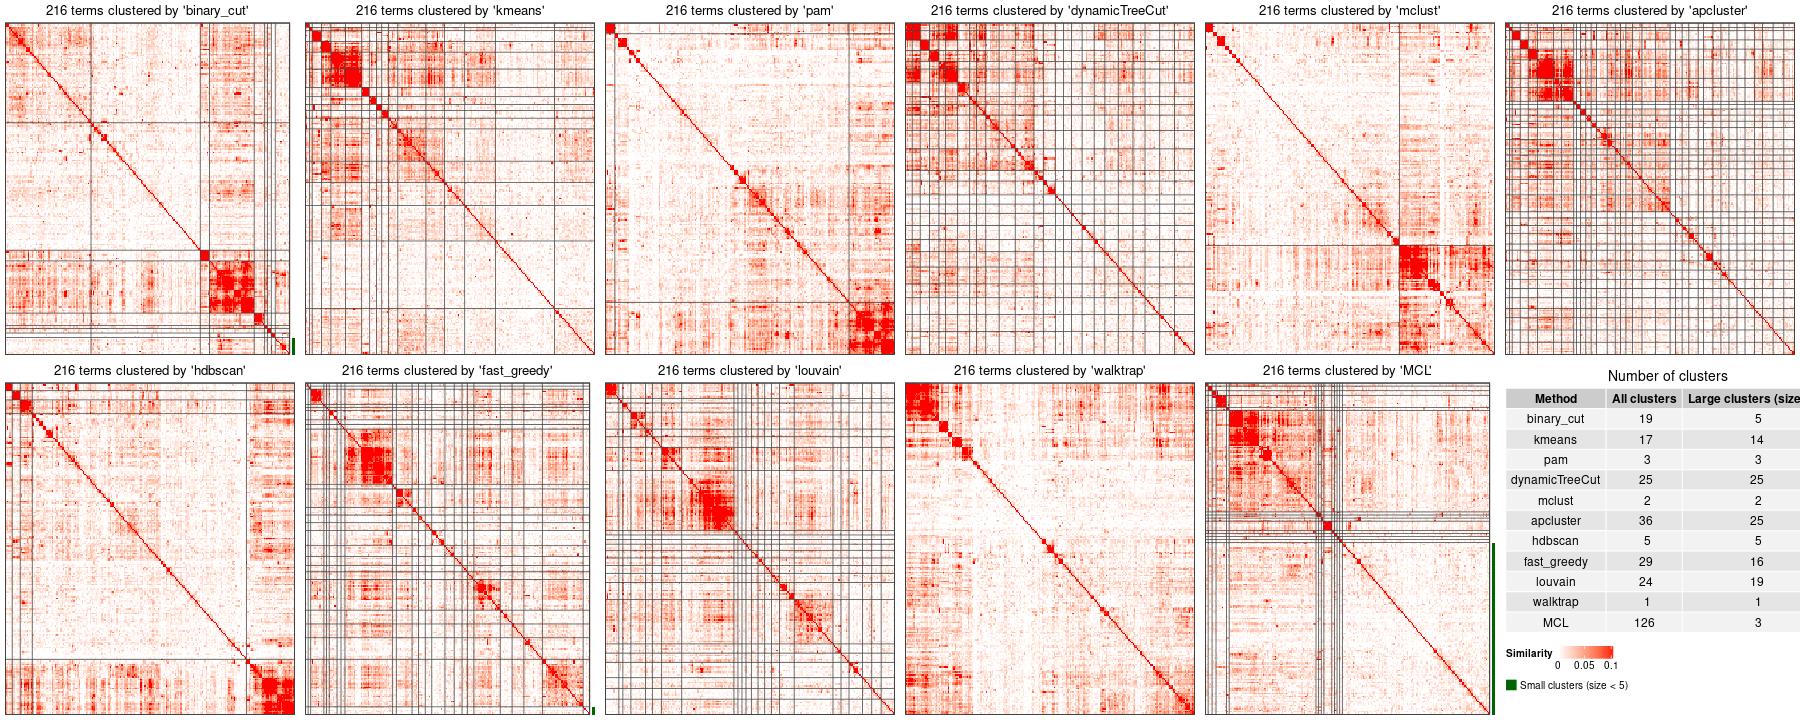 216 terms clustered by 'binary_cut'
216 terms clustered by 'kmeans'
216 terms clustered by 'pam'
216 terms clustered by 'dynamicTreeCut'
216 terms clustered by 'mclust'
216 terms clustered by 'apcluster'
216 terms clustered by 'hdbscan'
216 terms clustered by 'fast_greedy'
216 terms clustered by 'louvain'
216 terms clustered by 'walktrap'
216 terms clustered by 'MCL'
Number of clusters
Method All clusters Large clusters (size
binary_cut 19 5
kmeans 17 14
pam 3 3
dynamicTreeCut 25 25
mclust 2 2
apcluster 36 25
hdbscan 5 5
fast_greedy 29 16
louvain 24 19
walktrap 1 1
MCL 126 3
Similarity
0 0.05 0.1
Small clusters (size < 5)